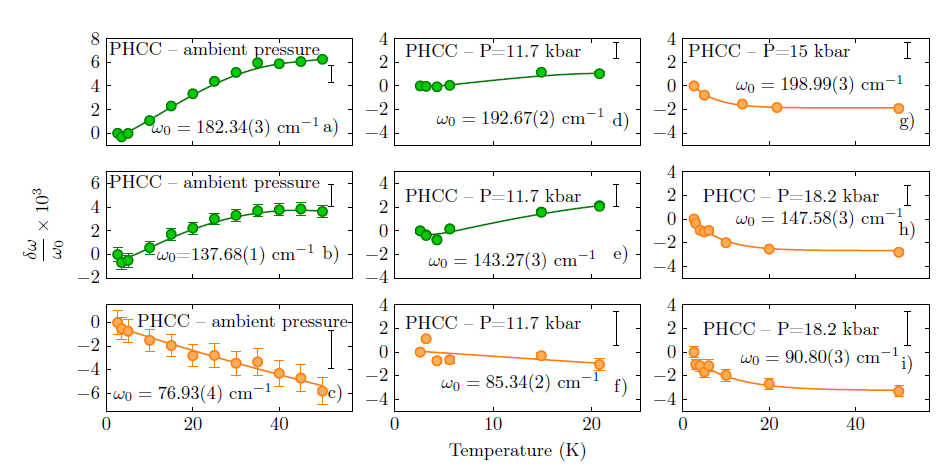 PHCC – ambient pressure
ω₀ = 182.34(3) cm⁻¹ a)
8
6
4
2
0
PHCC – P=11.7 kbar
ω₀ = 192.67(2) cm⁻¹ d)
4
2
0
−2
−4
PHCC – P=15 kbar
ω₀ = 198.99(3) cm⁻¹
g)
4
2
0
−2
−4
PHCC – ambient pressure
ω₀=137.68(1) cm⁻¹ b)
6
4
2
0
−2
PHCC – P=11.7 kbar
ω₀ = 143.27(3) cm⁻¹ e)
4
2
0
−2
−4
PHCC – P=18.2 kbar
ω₀ = 147.58(3) cm⁻¹
h)
4
2
0
−2
−4
PHCC – ambient pressure
ω₀ = 76.93(4) cm⁻¹ c)
0
−2
−4
−6
0 20 40
PHCC – P=11.7 kbar
ω₀ = 85.34(2) cm⁻¹ f)
4
2
0
−2
−4
0 10 20
PHCC – P=18.2 kbar
ω₀ = 90.80(3) cm⁻¹ i)
4
2
0
−2
−4
0 20 40
δω/ω₀ × 10³
Temperature (K)